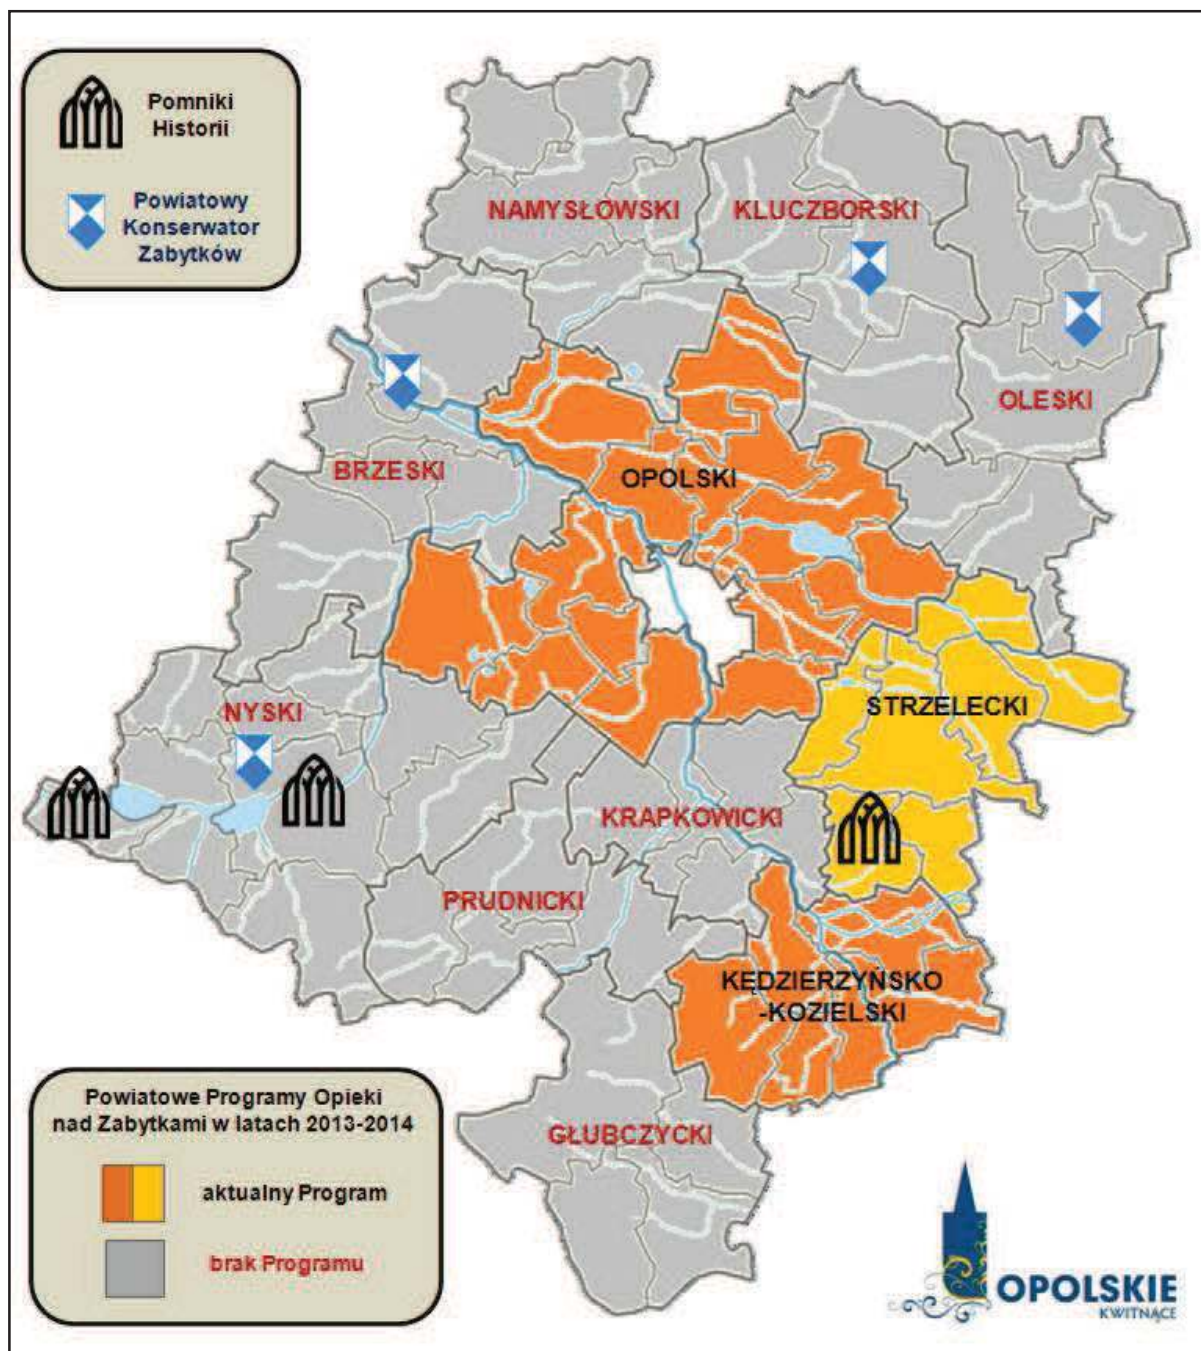 Pomniki
Historii
Powiatowy
Konserwator
Zabytków
NAMYSŁOWSKI
KLUCZBORSKI
OLESKI
BRZESKI
OPOLSKI
NYSKI
STRZELECKI
KRAPKOWICKI
PRUDNICKI
KĘDZIERZYŃSKO
-KOZIELSKI
GŁUBCZYCKI
Powiatowe Programy Opieki
nad Zabytkami w latach 2013-2014
aktualny Program
brak Programu
OPOLSKIE
KWITNĄCE